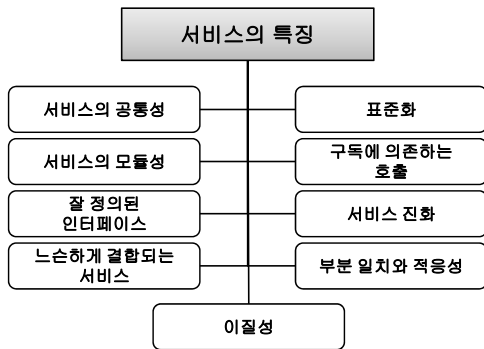 서비스의 특징
서비스의 공통성
표준화
서비스의 모듈성
구독에 의존하는
호출
잘 정의된
인터페이스
서비스 진화
느슨하게 결합되는
서비스
부분 일치와 적응성
이질성